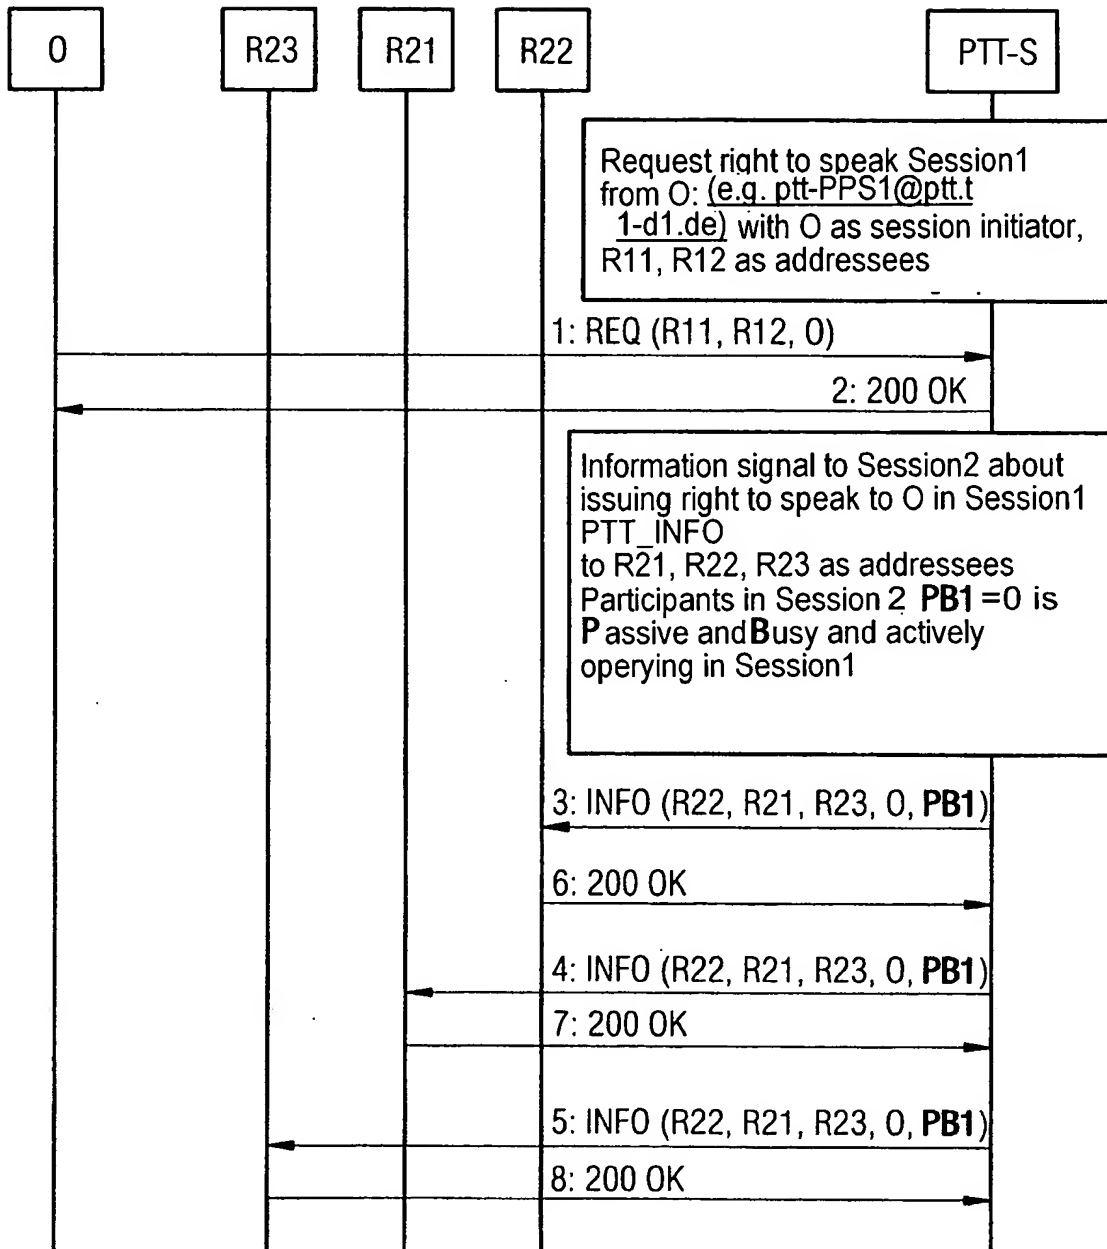 O
R23
R21
R22
PTT-S
Request right to speak Session1
from O: (e.g. ptt-PPS1@ptt.t
1-d1.de) with O as session initiator,
R11, R12 as addressees
1: REQ (R11, R12, O)
2: 200 OK
Information signal to Session2 about
issuing right to speak to O in Session1
PTT_INFO
to R21, R22, R23 as addressees
Participants in Session 2 PB1 =0 is
Passive and Busy and actively
operying in Session1
3: INFO (R22, R21, R23, O, PB1)
6: 200 OK
4: INFO (R22, R21, R23, O, PB1)
7: 200 OK
5: INFO (R22, R21, R23, O, PB1)
8: 200 OK